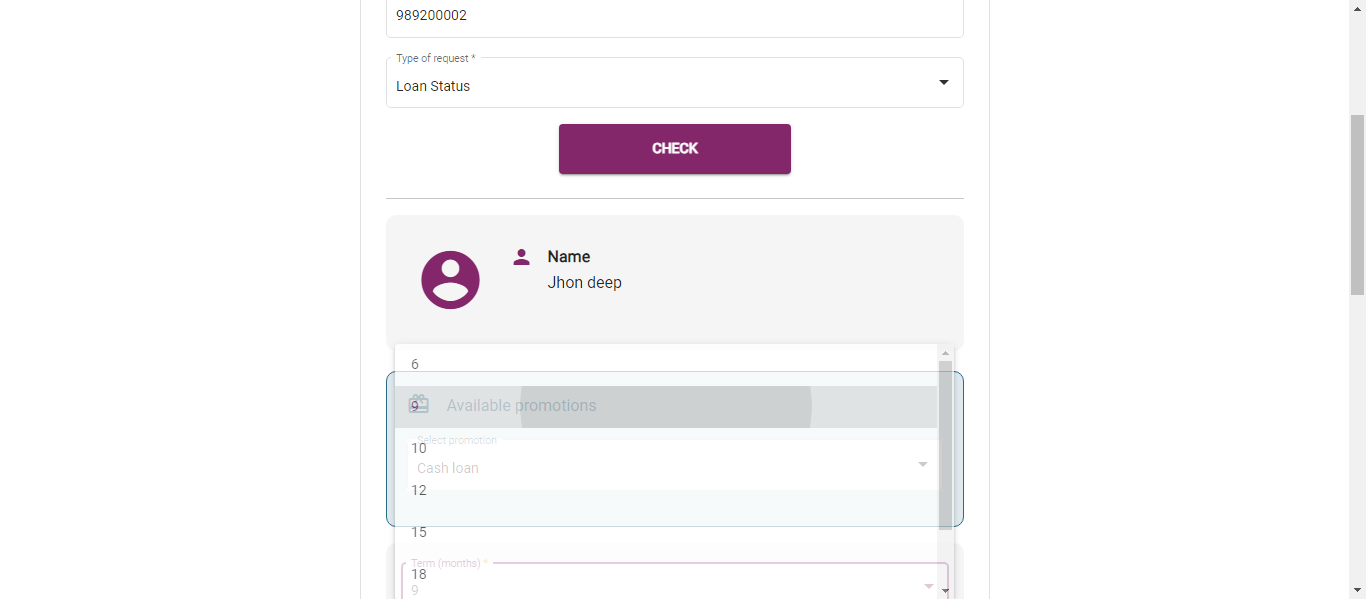 989200002
Type of request *
Loan Status
CHECK
Name
Jhon deep
6
Available promotions
9
Select promotion
10
Cash loan
12
15
Term (months) *
18
9